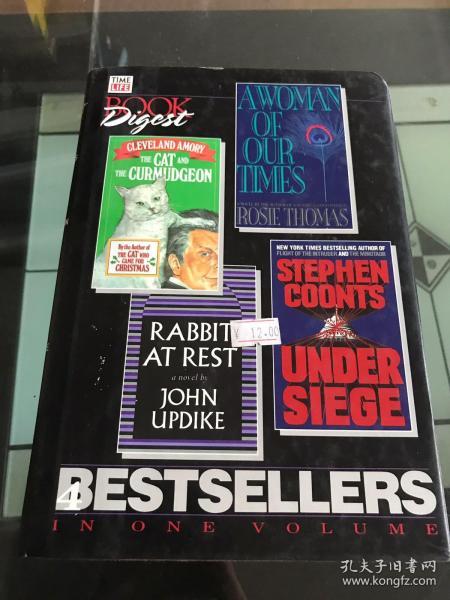 TIME
LIFE
BOOK
Digest
A WOMAN
OF OUR
TIMES
ROSIE THOMAS
CLEVELAND AMORY
THE CAT AND
THE CURMUDGEON
By the Author of
THE CAT WHO
CAME FOR
CHRISTMAS
NEW YORK TIMES BESTSELLING AUTHOR OF
FLIGHT OF THE INTRUDER AND THE MINOTAUR
STEPHEN
COONTS
UNDER
SIEGE
RABBIT
AT REST
a novel by
JOHN
UPDIKE
¥ 12.00
4 BESTSELLERS
IN ONE VOLUME
孔夫子旧书网
www.kongfz.com